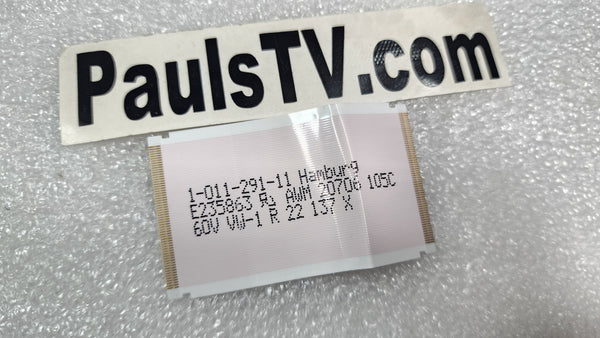 PaulsTV.com
1-011-291-11 Hamburg
E235863 AWM 20706 105C
60V VW-1 R 22 137 X